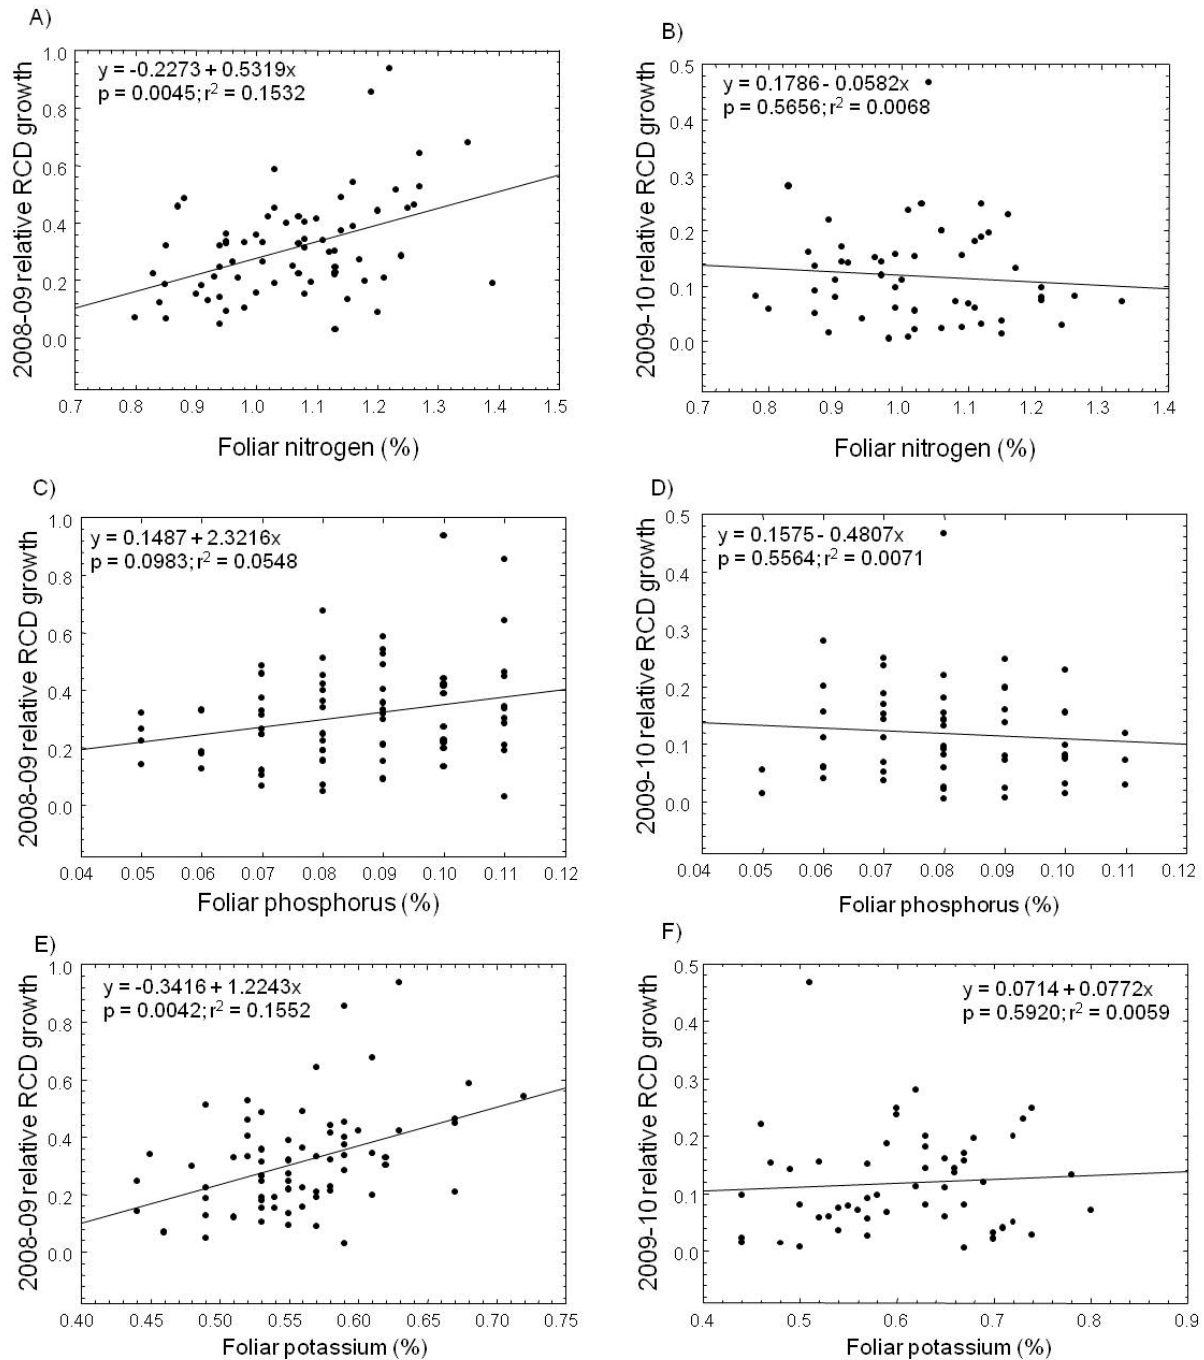 A)
y = -0.2273 + 0.5319x
p = 0.0045; r² = 0.1532
2008-09 relative RCD growth
1.0
0.8
0.6
0.4
0.2
0.0
0.7 0.8 0.9 1.0 1.1 1.2 1.3 1.4 1.5
Foliar nitrogen (%)
B)
y = 0.1786 - 0.0582x
p = 0.5656; r² = 0.0068
2009-10 relative RCD growth
0.5
0.4
0.3
0.2
0.1
0.0
0.7 0.8 0.9 1.0 1.1 1.2 1.3 1.4
Foliar nitrogen (%)
C)
y = 0.1487 + 2.3216x
p = 0.0983; r² = 0.0548
2008-09 relative RCD growth
1.0
0.8
0.6
0.4
0.2
0.0
0.04 0.05 0.06 0.07 0.08 0.09 0.10 0.11 0.12
Foliar phosphorus (%)
D)
y = 0.1575 - 0.4807x
p = 0.5564; r² = 0.0071
2009-10 relative RCD growth
0.5
0.4
0.3
0.2
0.1
0.0
0.04 0.05 0.06 0.07 0.08 0.09 0.10 0.11 0.12
Foliar phosphorus (%)
E)
y = -0.3416 + 1.2243x
p = 0.0042; r² = 0.1552
2008-09 relative RCD growth
1.0
0.8
0.6
0.4
0.2
0.0
0.40 0.45 0.50 0.55 0.60 0.65 0.70 0.75
Foliar potassium (%)
F)
y = 0.0714 + 0.0772x
p = 0.5920; r² = 0.0059
2009-10 relative RCD growth
0.5
0.4
0.3
0.2
0.1
0.0
0.4 0.5 0.6 0.7 0.8 0.9
Foliar potassium (%)